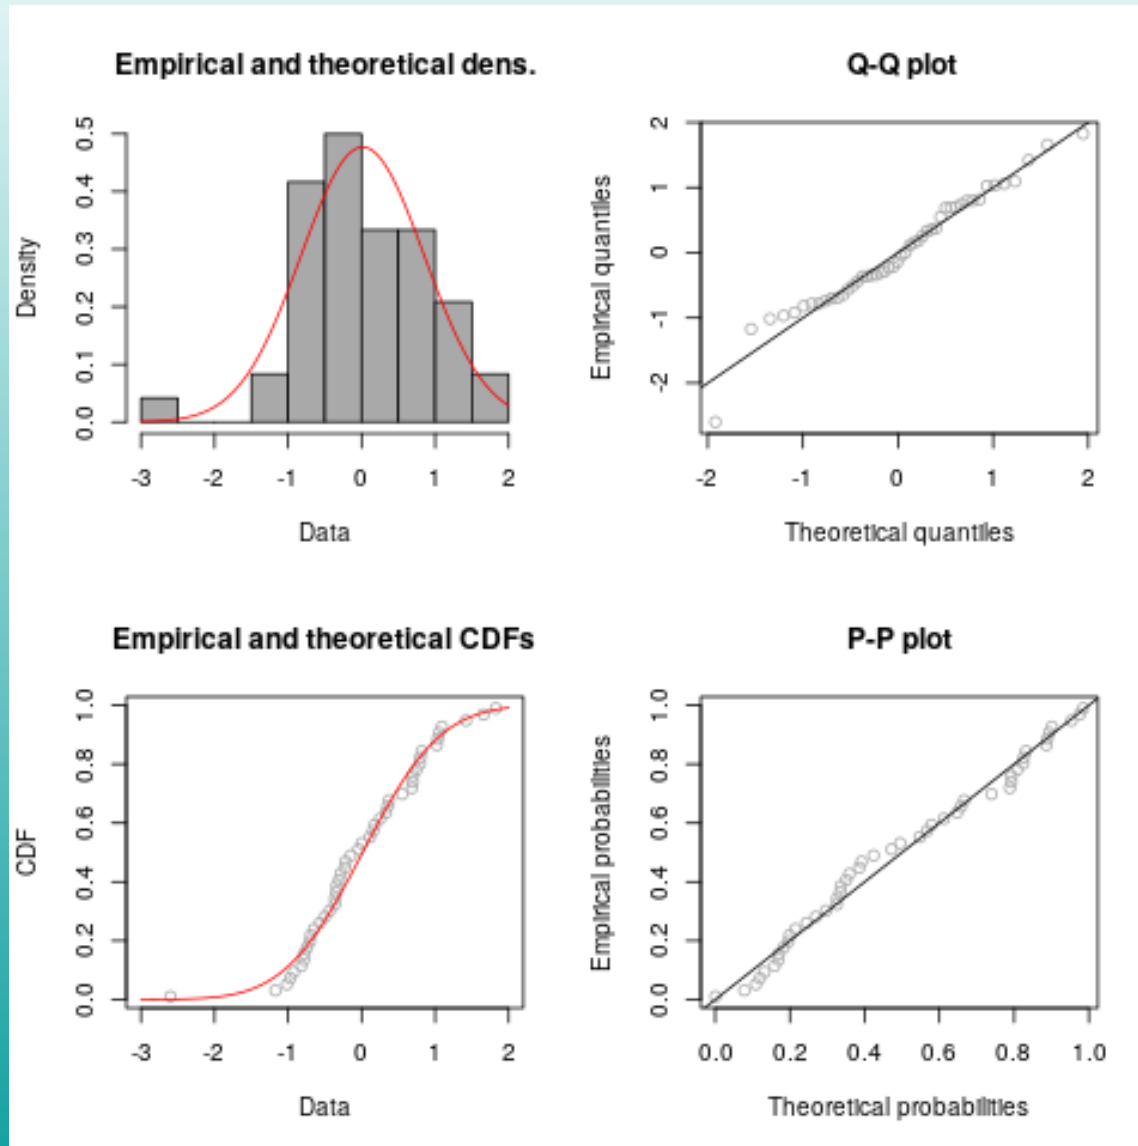 Empirical and theoretical dens.
Density
0.0 0.1 0.2 0.3 0.4 0.5
-3 -2 -1 0 1 2
Data
Q-Q plot
Empirical quantiles
-2 -1 0 1 2
-2 -1 0 1 2
Theoretical quantiles
Empirical and theoretical CDFs
CDF
0.0 0.2 0.4 0.6 0.8 1.0
-3 -2 -1 0 1 2
Data
P-P plot
Empirical probabilities
0.0 0.2 0.4 0.6 0.8 1.0
0.0 0.2 0.4 0.6 0.8 1.0
Theoretical probabilities